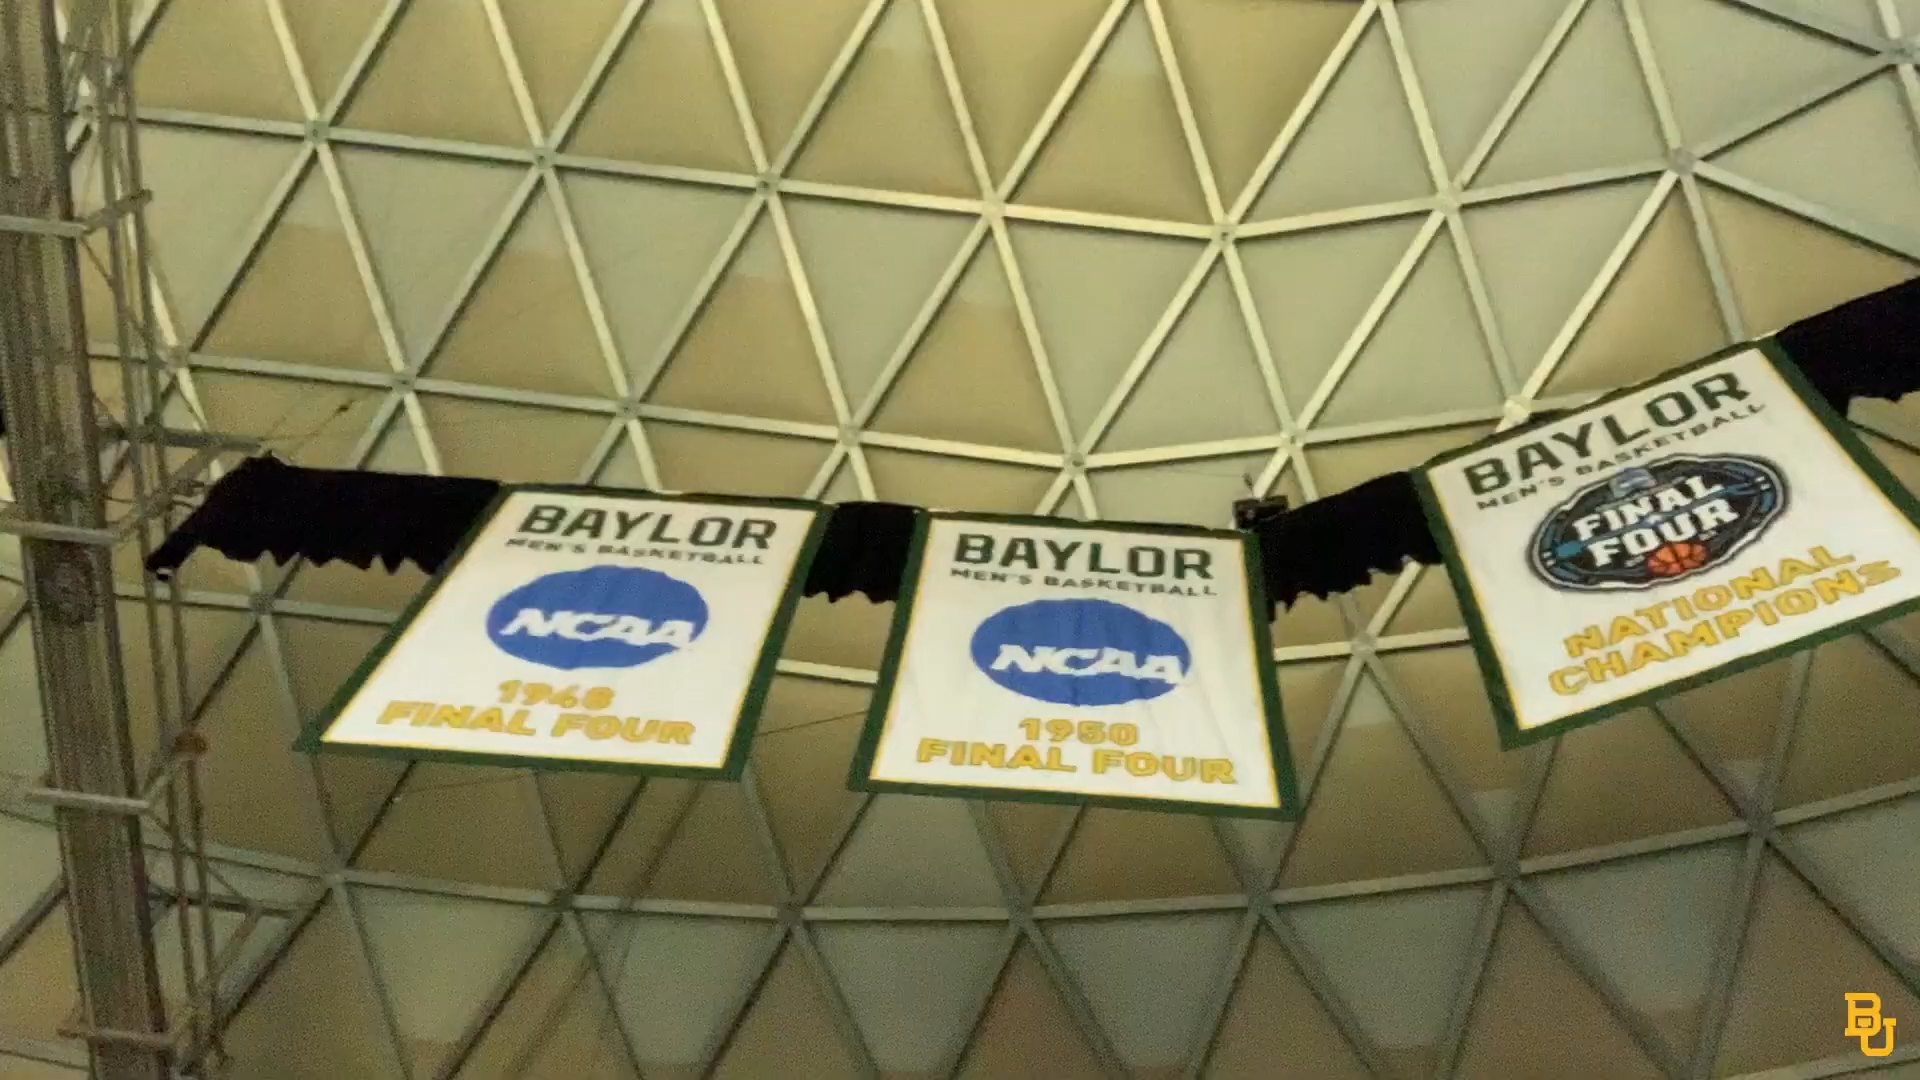 BAYLOR
MEN'S BASKETBALL
NCAA
1948
FINAL FOUR
BAYLOR
MEN'S BASKETBALL
NCAA
1950
FINAL FOUR
BAYLOR
MEN'S BASKETBALL
FINAL
FOUR
NATIONAL
CHAMPIONS
BU